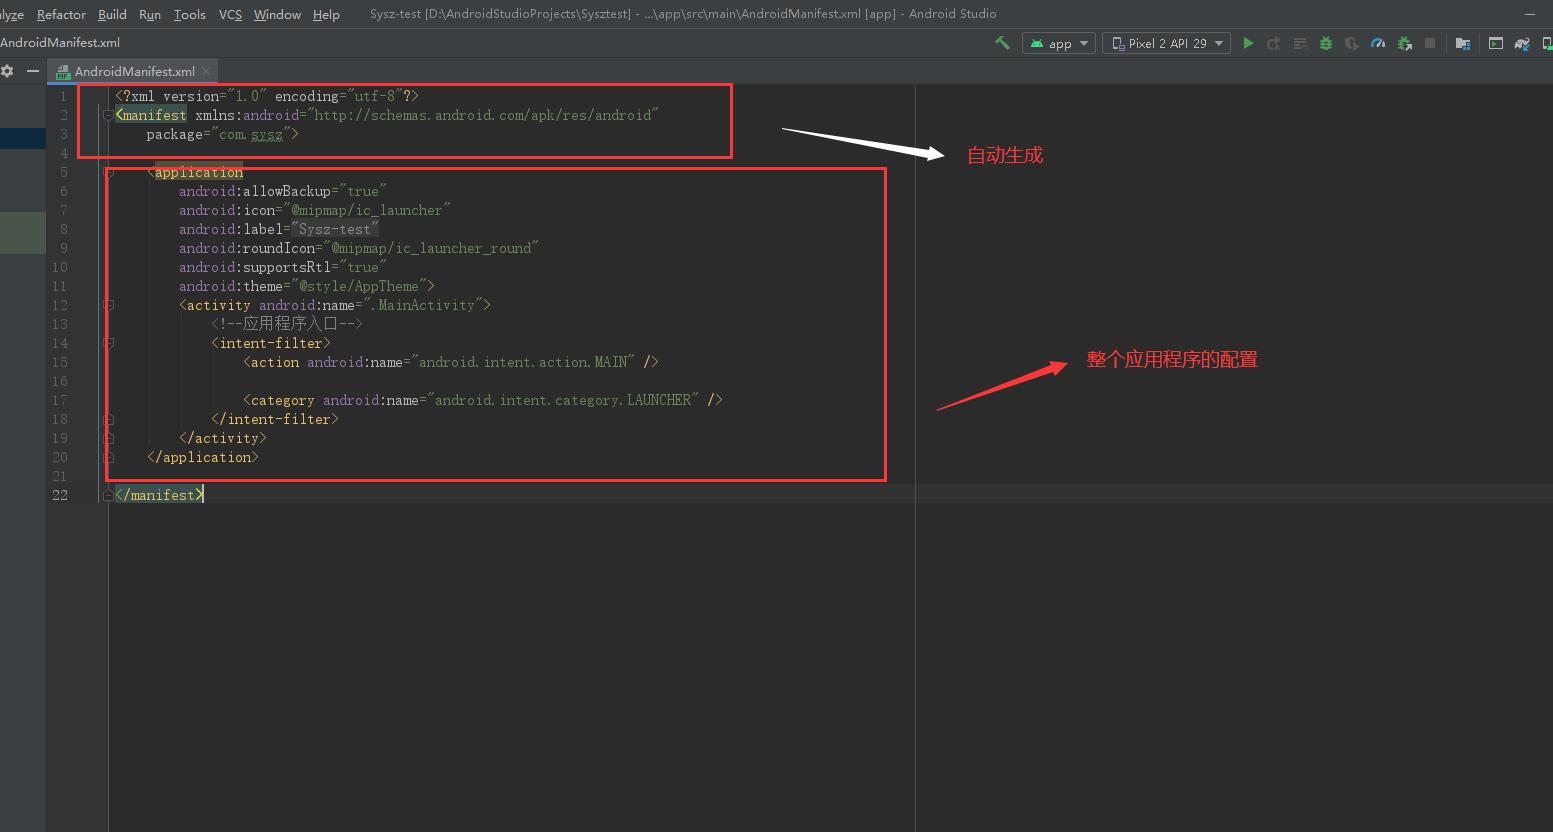 lyze Refactor Build Run Tools VCS Window Help Sysz-test [D:\AndroidStudioProjects\Sysztest] - ...\app\src\main\AndroidManifest.xml [app] - Android Studio
AndroidManifest.xml app Pixel 2 API 29
AndroidManifest.xml
1 <?xml version="1.0" encoding="utf-8"?>
2 <manifest xmlns:android="http://schemas.android.com/apk/res/android"
3 package="com.sysz">
4
自动生成
5 <application
6 android:allowBackup="true"
7 android:icon="@mipmap/ic_launcher"
8 android:label="Sysz-test"
9 android:roundIcon="@mipmap/ic_launcher_round"
10 android:supportsRtl="true"
11 android:theme="@style/AppTheme">
12 <activity android:name=".MainActivity">
13 <!--应用程序入口-->
14 <intent-filter>
15 <action android:name="android.intent.action.MAIN" />
整个应用程序的配置
16
17 <category android:name="android.intent.category.LAUNCHER" />
18 </intent-filter>
19 </activity>
20 </application>
21
22 </manifest>